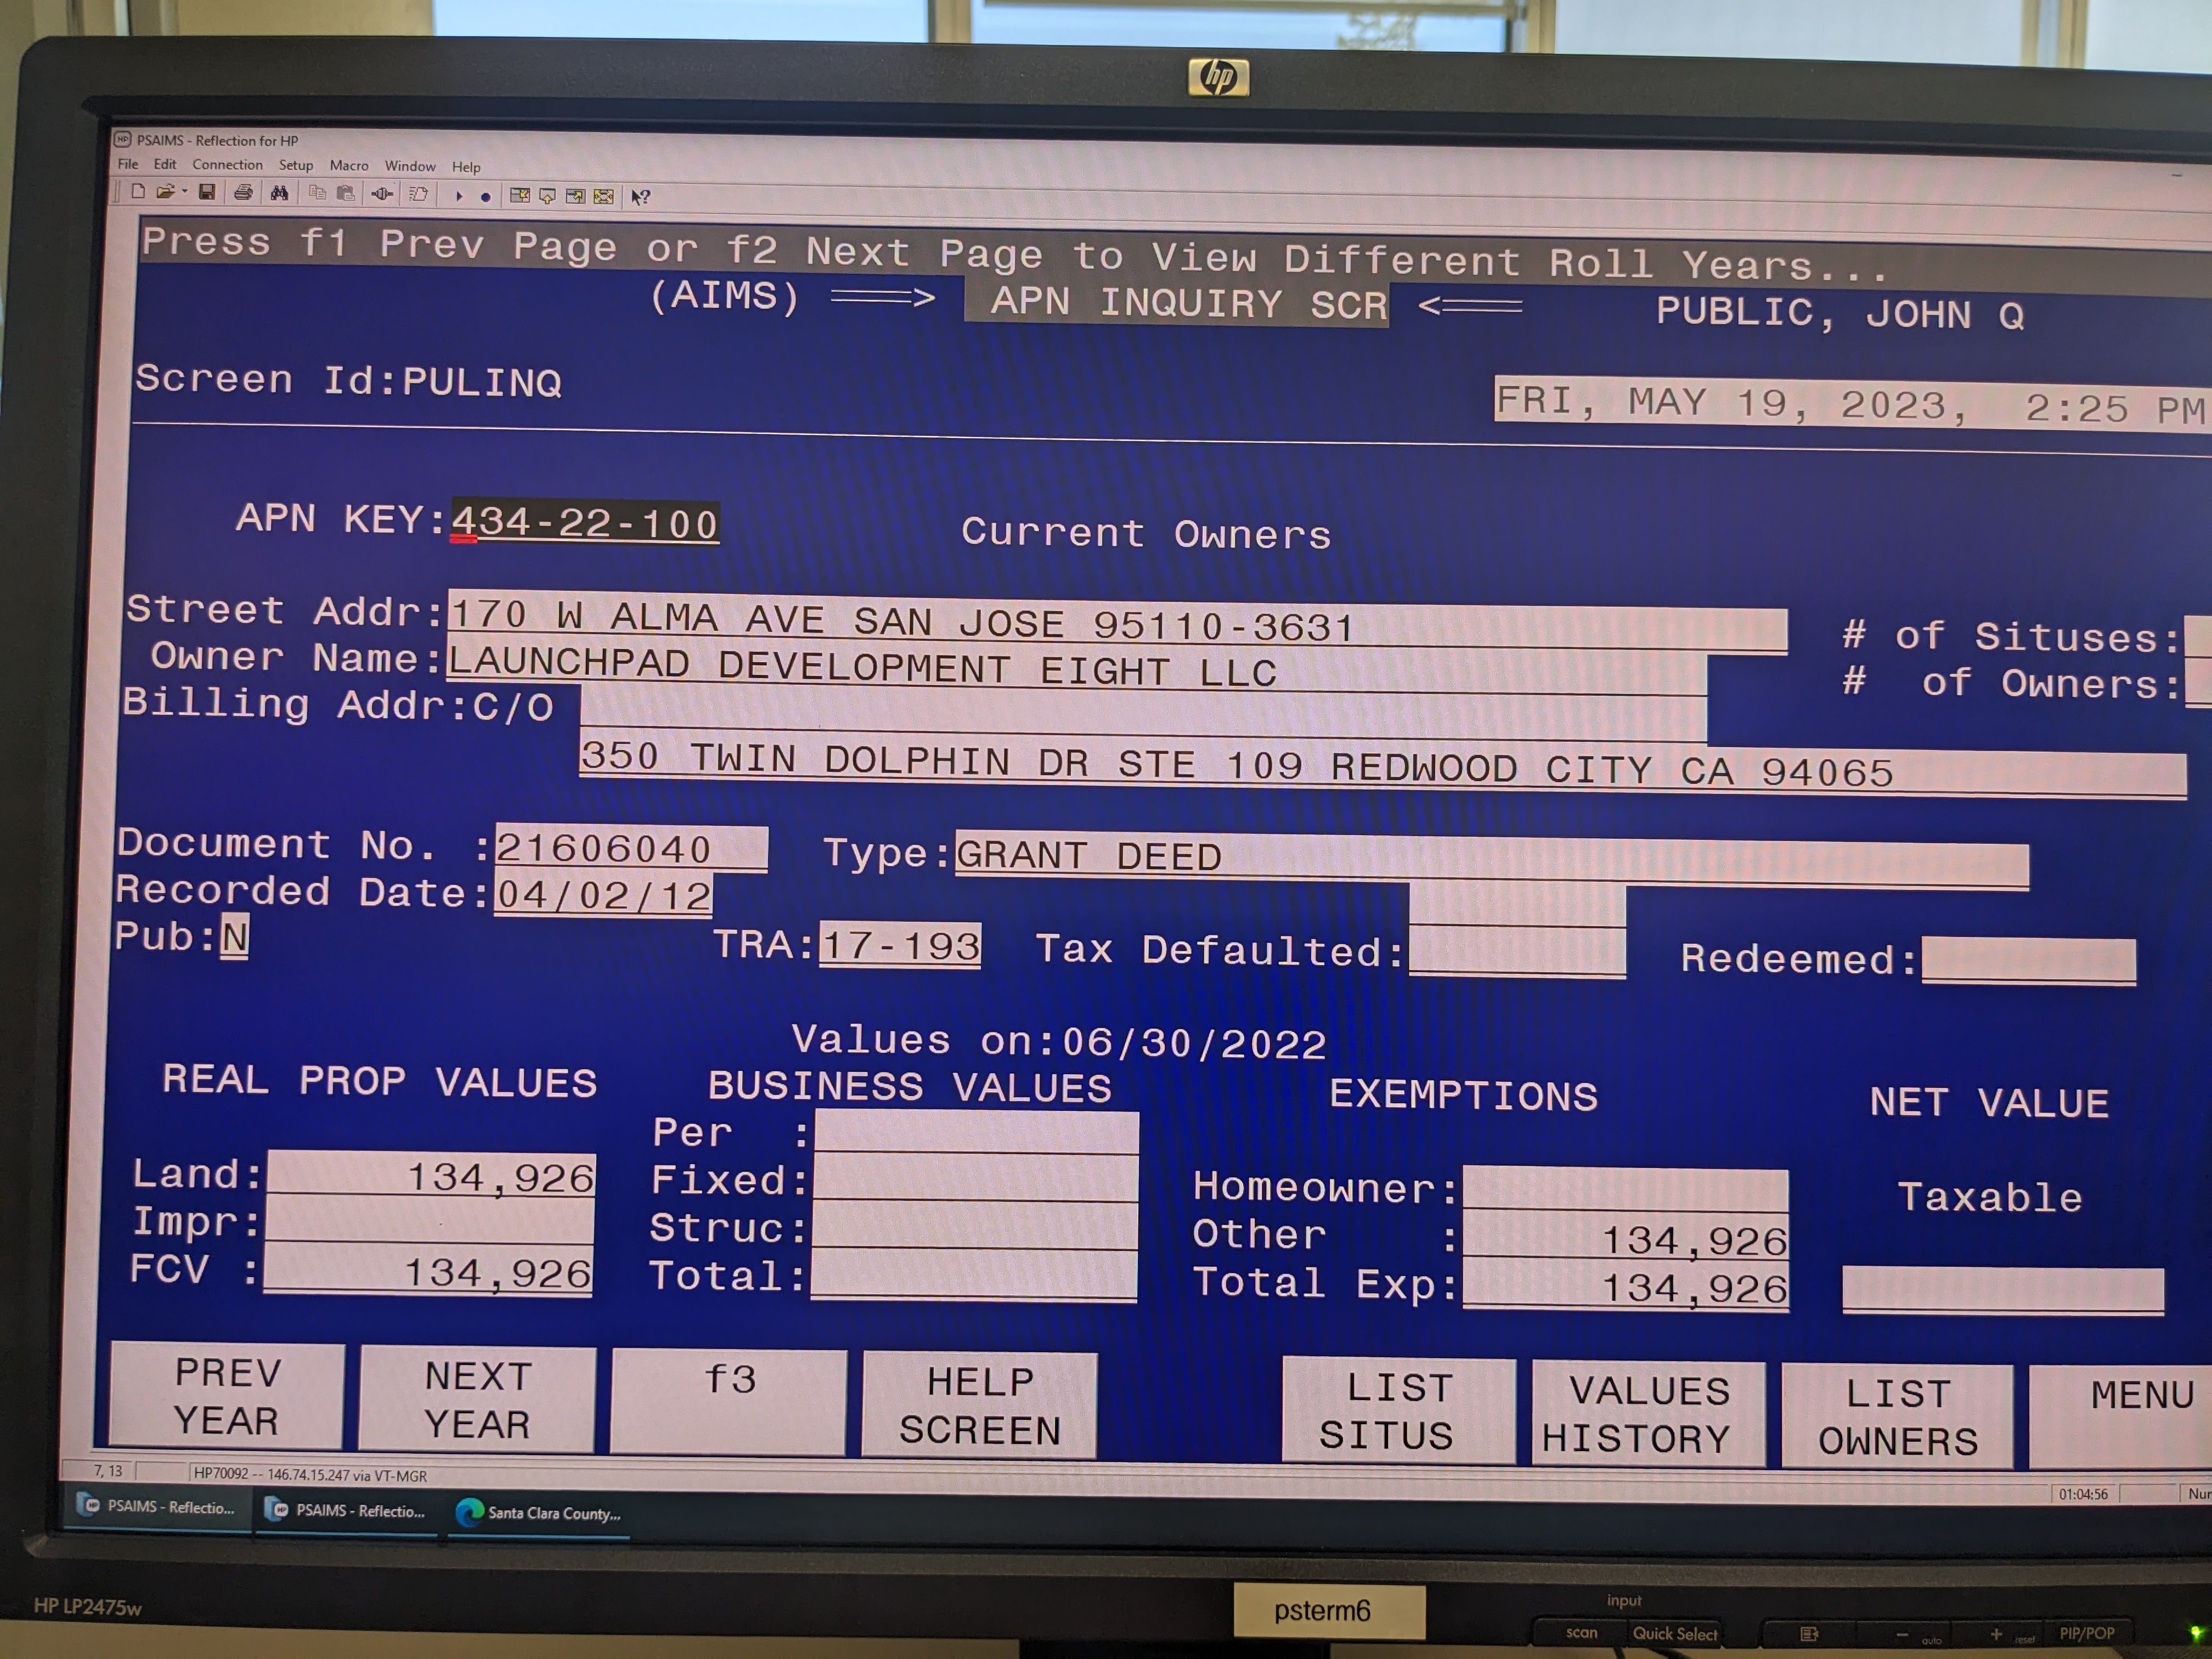 hp
PSAIMS - Reflection for HP
File Edit Connection Setup Macro Window Help
Press f1 Prev Page or f2 Next Page to View Different Roll Years...
(AIMS) ===> APN INQUIRY SCR <=== PUBLIC, JOHN Q
Screen Id:PULINQ
FRI, MAY 19, 2023, 2:25 PM
APN KEY:434-22-100 Current Owners
Street Addr:170 W ALMA AVE SAN JOSE 95110-3631 # of Situses:
Owner Name:LAUNCHPAD DEVELOPMENT EIGHT LLC # of Owners:
Billing Addr:C/O
350 TWIN DOLPHIN DR STE 109 REDWOOD CITY CA 94065
Document No. :21606040 Type:GRANT DEED
Recorded Date:04/02/12
Pub:N TRA:17-193 Tax Defaulted: Redeemed:
Values on:06/30/2022
REAL PROP VALUES BUSINESS VALUES EXEMPTIONS NET VALUE
Per :
Land: 134,926 Fixed: Homeowner: Taxable
Impr: Struc: Other : 134,926
FCV : 134,926 Total: Total Exp: 134,926
PREV YEAR NEXT YEAR f3 HELP SCREEN LIST SITUS VALUES HISTORY LIST OWNERS MENU
7, 13 HP70092 -- 146.74.15.247 via VT-MGR 01:04:56 Nur
PSAIMS - Reflectio... PSAIMS - Reflectio... Santa Clara County...
HP LP2475w
psterm6
input
scan Quick Select - auto + reset PIP/POP